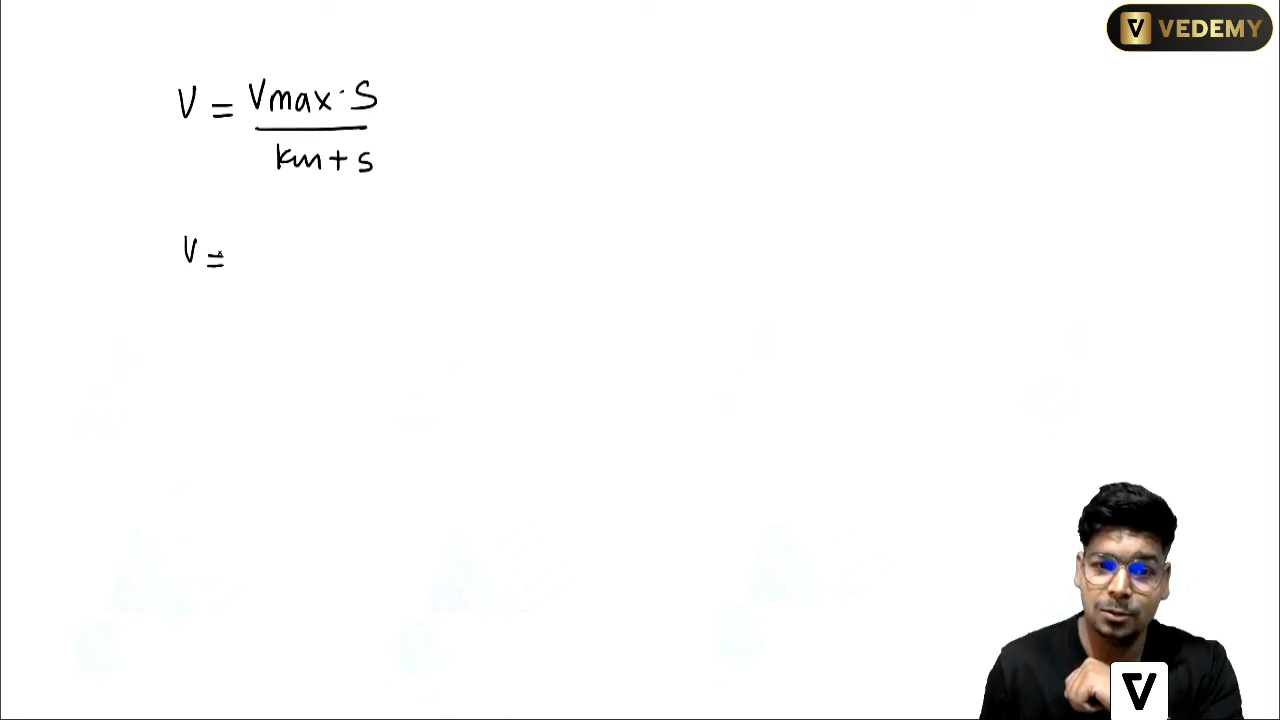 VEDEMY
V = Vmax · S
km + s
V =